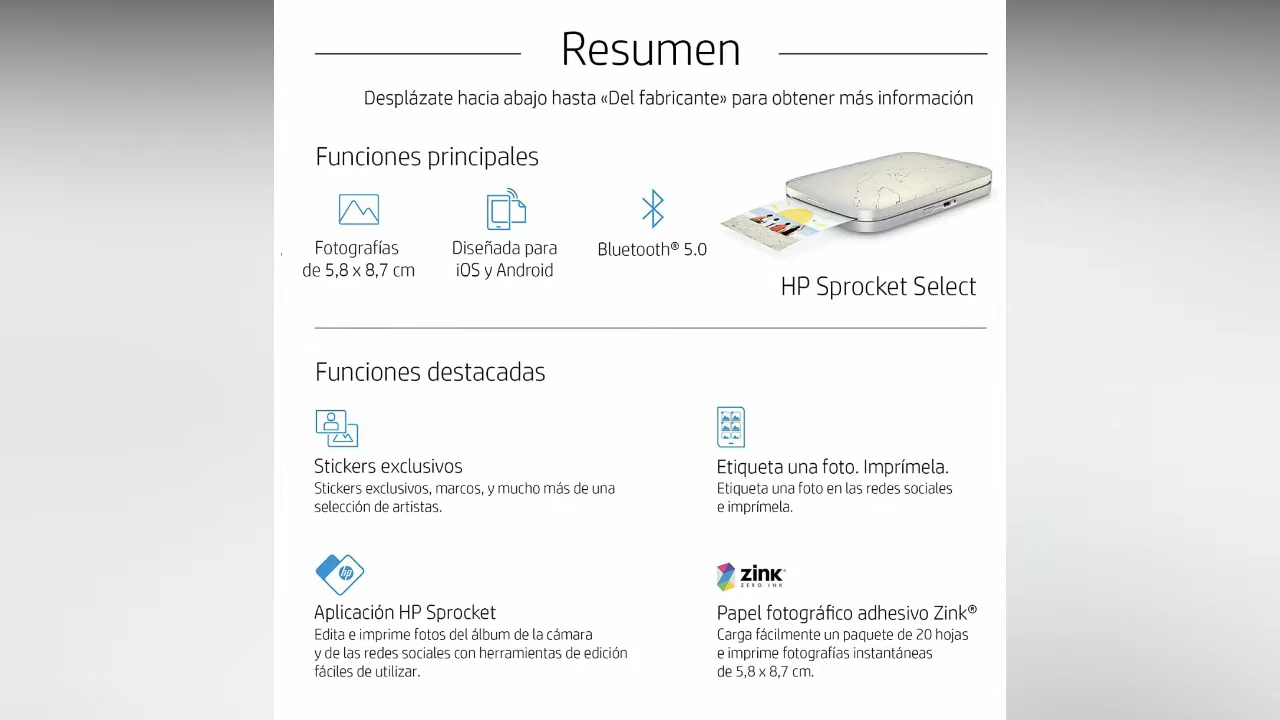 Resumen
Desplázate hacia abajo hasta «Del fabricante» para obtener más información
Funciones principales
Fotografías
de 5,8 x 8,7 cm
Diseñada para
iOS y Android
Bluetooth® 5.0
HP Sprocket Select
Funciones destacadas
Stickers exclusivos
Stickers exclusivos, marcos, y mucho más de una
selección de artistas.
Etiqueta una foto. Imprímela.
Etiqueta una foto en las redes sociales
e imprímela.
hp
Aplicación HP Sprocket
Edita e imprime fotos del álbum de la cámara
y de las redes sociales con herramientas de edición
fáciles de utilizar.
zink®
ZERO INK
Papel fotográfico adhesivo Zink®
Carga fácilmente un paquete de 20 hojas
e imprime fotografías instantáneas
de 5,8 x 8,7 cm.